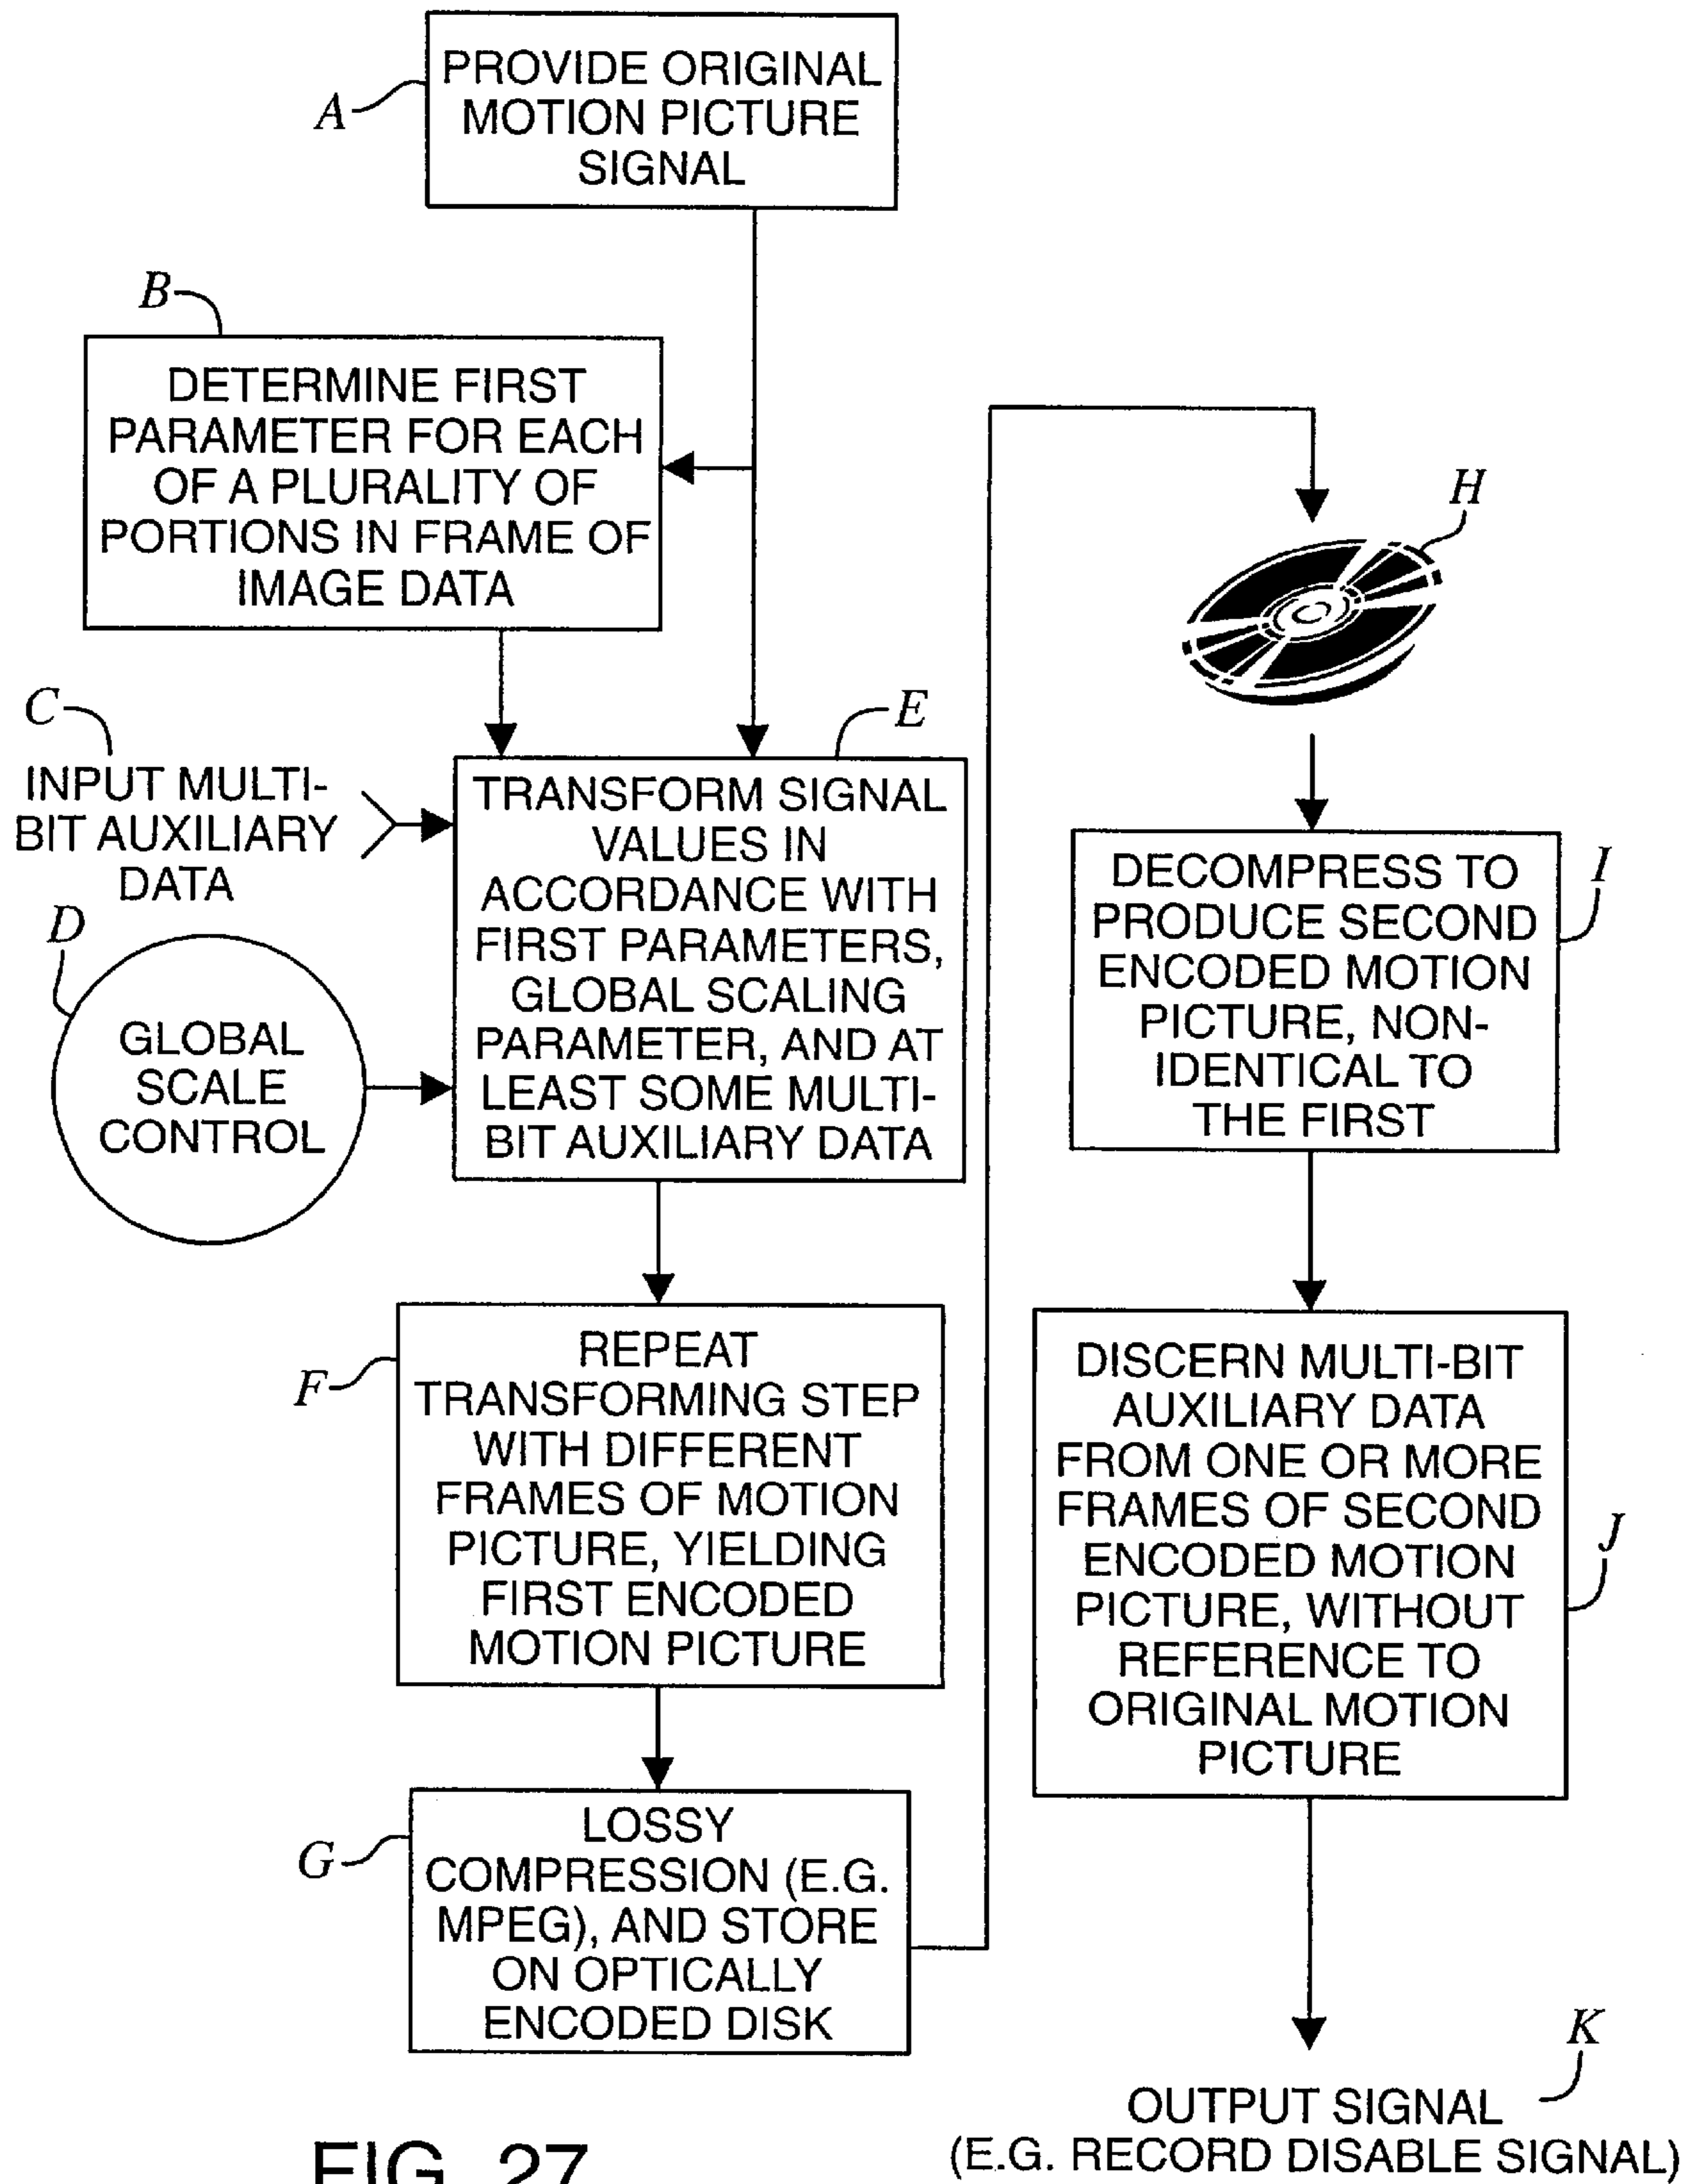 A
PROVIDE ORIGINAL
MOTION PICTURE
SIGNAL
B
DETERMINE FIRST
PARAMETER FOR EACH
OF A PLURALITY OF
PORTIONS IN FRAME OF
IMAGE DATA
C
INPUT MULTI-
BIT AUXILIARY
DATA
D
GLOBAL
SCALE
CONTROL
E
TRANSFORM SIGNAL
VALUES IN
ACCORDANCE WITH
FIRST PARAMETERS,
GLOBAL SCALING
PARAMETER, AND AT
LEAST SOME MULTI-
BIT AUXILIARY DATA
F
REPEAT
TRANSFORMING STEP
WITH DIFFERENT
FRAMES OF MOTION
PICTURE, YIELDING
FIRST ENCODED
MOTION PICTURE
G
LOSSY
COMPRESSION (E.G.
MPEG), AND STORE
ON OPTICALLY
ENCODED DISK
H
I
DECOMPRESS TO
PRODUCE SECOND
ENCODED MOTION
PICTURE, NON-
IDENTICAL TO
THE FIRST
J
DISCERN MULTI-BIT
AUXILIARY DATA
FROM ONE OR MORE
FRAMES OF SECOND
ENCODED MOTION
PICTURE, WITHOUT
REFERENCE TO
ORIGINAL MOTION
PICTURE
K
OUTPUT SIGNAL
(E.G. RECORD DISABLE SIGNAL)
FIG. 27